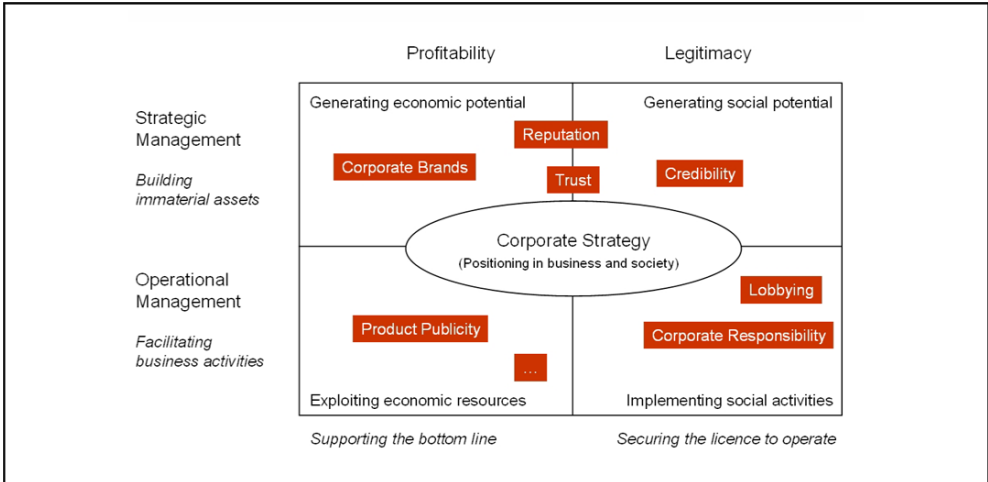 Profitability
Legitimacy
Strategic
Management
Building
immaterial assets
Generating economic potential
Generating social potential
Reputation
Corporate Brands
Trust
Credibility
Corporate Strategy
(Positioning in business and society)
Operational
Management
Facilitating
business activities
Lobbying
Product Publicity
Corporate Responsibility
...
Exploiting economic resources
Implementing social activities
Supporting the bottom line
Securing the licence to operate